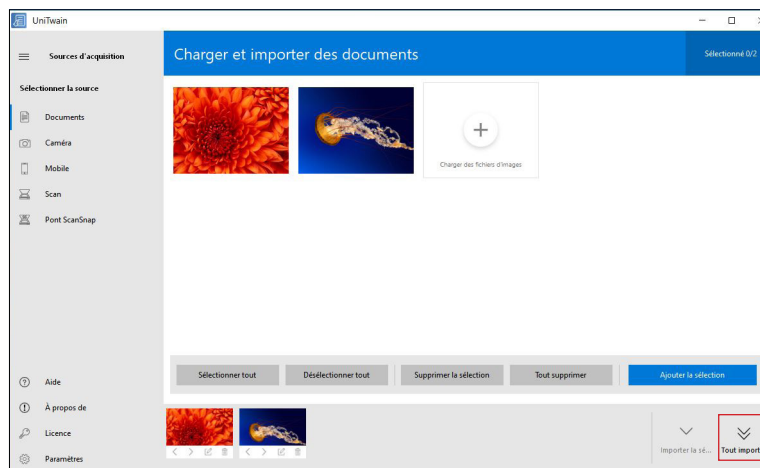 UniTwain
Sources d'acquisition
Charger et importer des documents
Sélectionné 0/2
Sélectionner la source
Documents
Caméra
Mobile
Scan
Pont ScanSnap
Charger des fichiers d'images
Sélectionner tout
Désélectionner tout
Supprimer la sélection
Tout supprimer
Ajouter la sélection
Aide
À propos de
Licence
Paramètres
Importer la sé...
Tout import